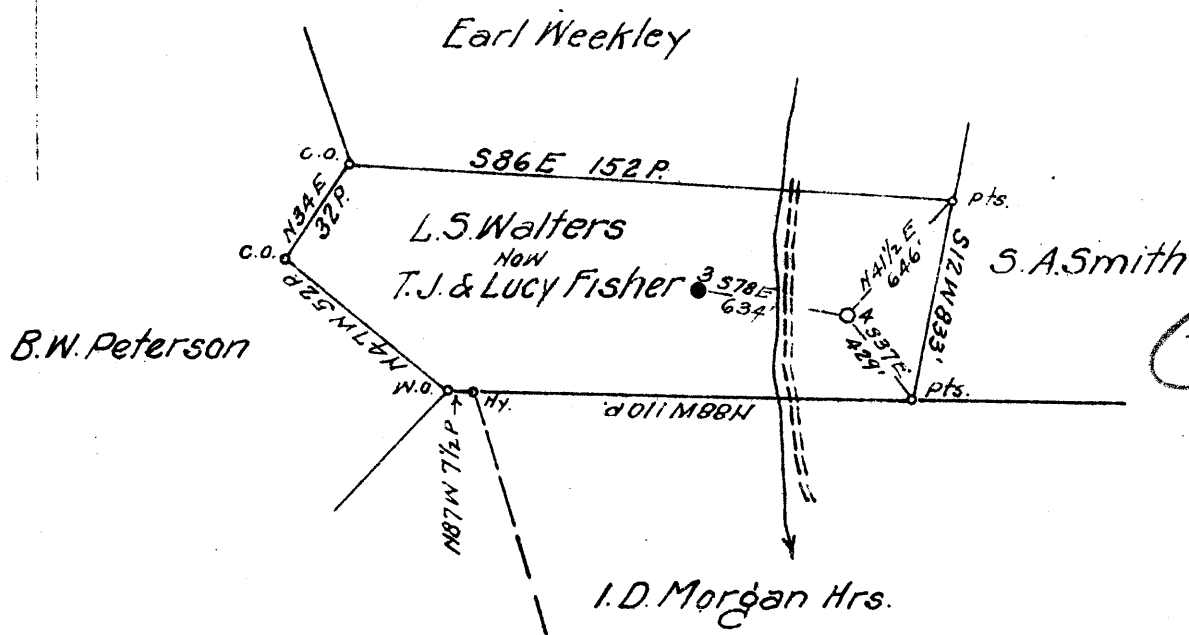 Earl Weekley
C.O.
S86E 152P.
N34E
32P.
pts.
C.O.
L.S. Walters
NOW
T.J. & Lucy Fisher
3
S78E
634'
N41½E
646'
4
S37E
429'
S12W 833'
S.A. Smith
N47W 52P.
B.W. Peterson
W.O.
Hy.
N88W 110P.
pts.
N87W 7½P
I.D. Morgan Hrs.